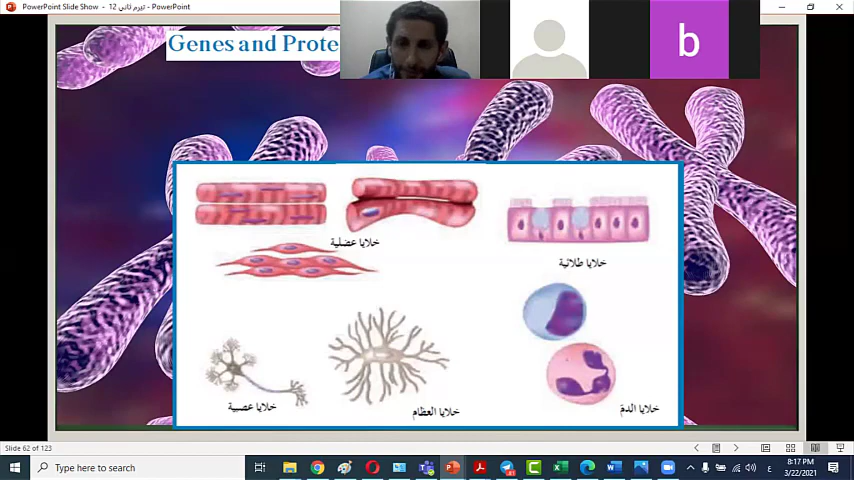 PowerPoint Slide Show - تيرم ثاني 12 - PowerPoint
Genes and Prote
b
خلايا عضلية
خلايا طلائية
خلايا عصبية
خلايا العظام
خلايا الدمّ
Slide 62 of 123
Type here to search
ع
8:17 PM
3/22/2021